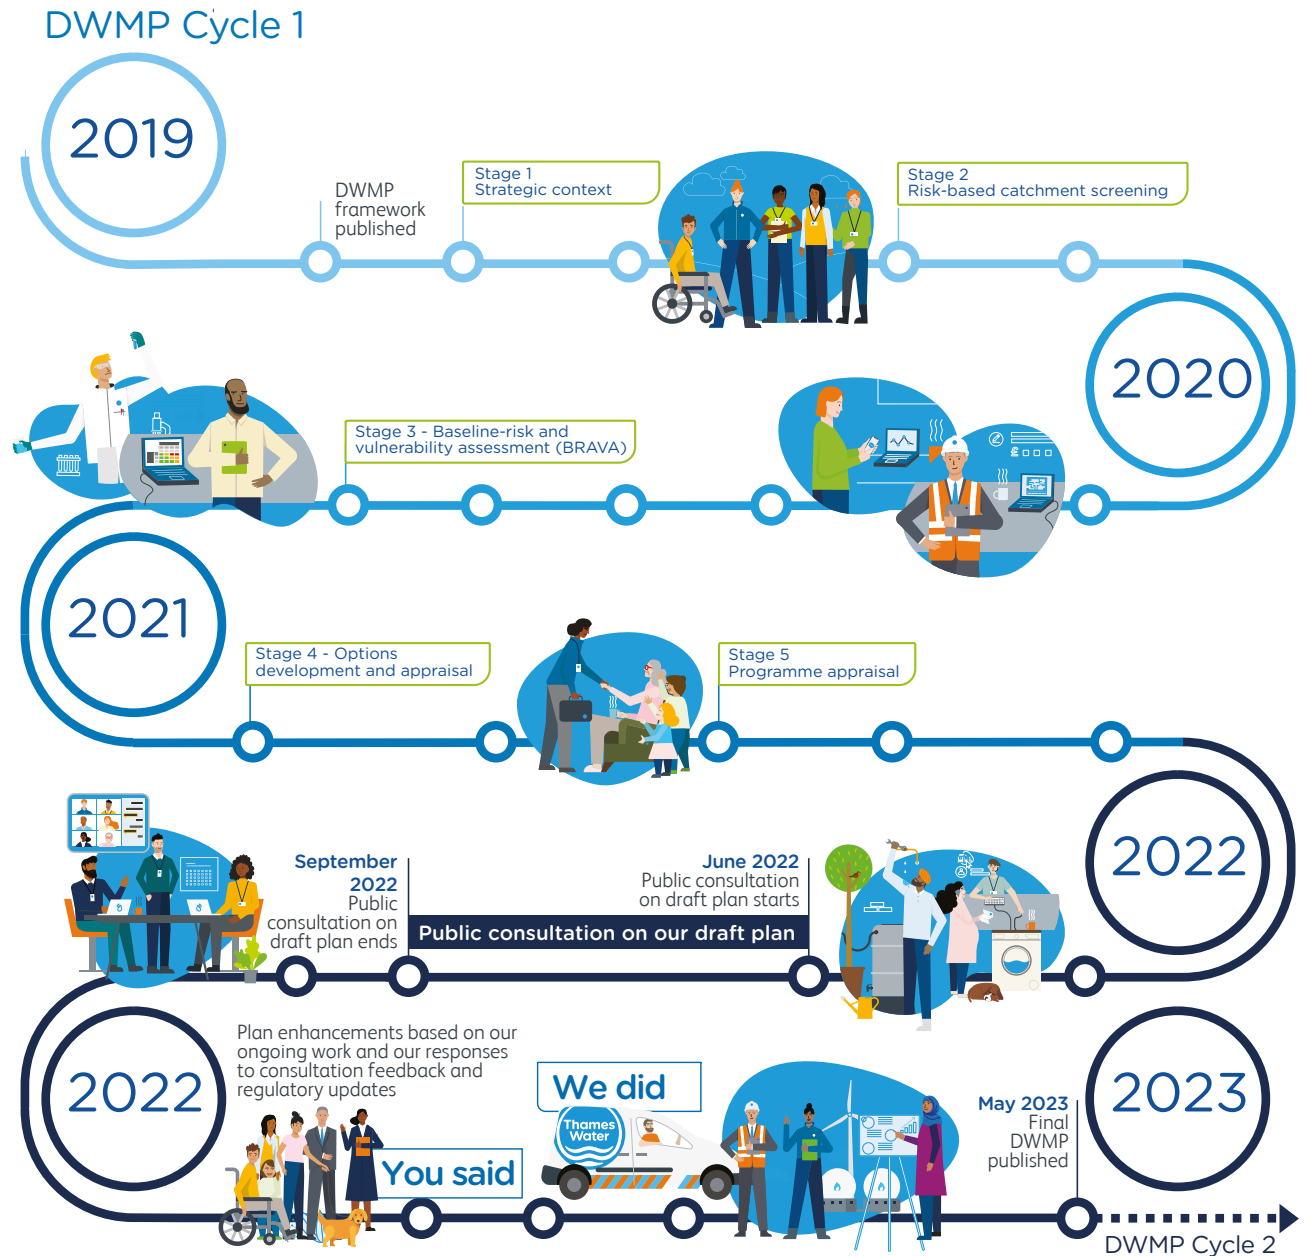 DWMP Cycle 1
2019
DWMP
framework
published
Stage 1
Strategic context
Stage 2
Risk-based catchment screening
2020
Stage 3 - Baseline-risk and
vulnerability assessment (BRAVA)
2021
Stage 4 - Options
development and appraisal
Stage 5
Programme appraisal
2022
June 2022
Public consultation
on draft plan starts
Public consultation on our draft plan
September
2022
Public
consultation on
draft plan ends
2022
Plan enhancements based on our
ongoing work and our responses
to consultation feedback and
regulatory updates
You said
We did
Thames
Water
May 2023
Final
DWMP
published
2023
DWMP Cycle 2